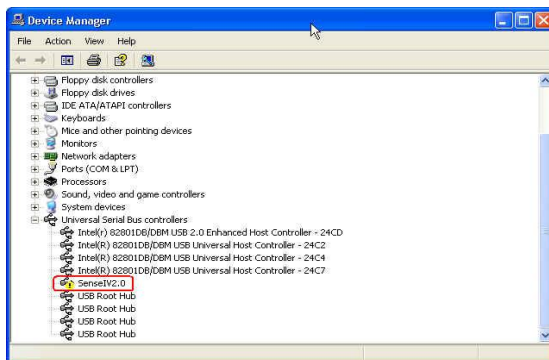 Device Manager
File Action View Help
Floppy disk controllers
Floppy disk drives
IDE ATA/ATAPI controllers
Keyboards
Mice and other pointing devices
Monitors
Network adapters
Ports (COM & LPT)
Processors
Sound, video and game controllers
System devices
Universal Serial Bus controllers
Intel(r) 82801DB/DBM USB 2.0 Enhanced Host Controller - 24CD
Intel(R) 82801DB/DBM USB Universal Host Controller - 24C2
Intel(R) 82801DB/DBM USB Universal Host Controller - 24C4
Intel(R) 82801DB/DBM USB Universal Host Controller - 24C7
SenseIV2.0
USB Root Hub
USB Root Hub
USB Root Hub
USB Root Hub